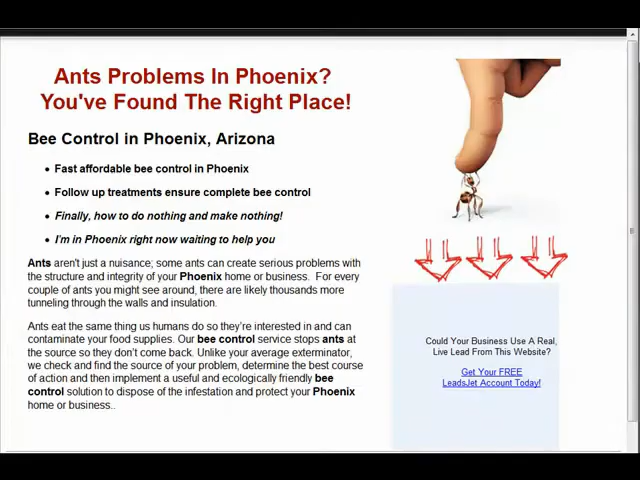 Ants Problems In Phoenix?
You've Found The Right Place!
Bee Control in Phoenix, Arizona
Fast affordable bee control in Phoenix
Follow up treatments ensure complete bee control
Finally, how to do nothing and make nothing!
I'm in Phoenix right now waiting to help you
Ants aren't just a nuisance; some ants can create serious problems with
the structure and integrity of your Phoenix home or business. For every
couple of ants you might see around, there are likely thousands more
tunneling through the walls and insulation.
Ants eat the same thing us humans do so they're interested in and can
contaminate your food supplies. Our bee control service stops ants at
the source so they don't come back. Unlike your average exterminator,
we check and find the source of your problem, determine the best course
of action and then implement a useful and ecologically friendly bee
control solution to dispose of the infestation and protect your Phoenix
home or business..
Could Your Business Use A Real,
Live Lead From This Website?
Get Your FREE
LeadsJet Account Today!